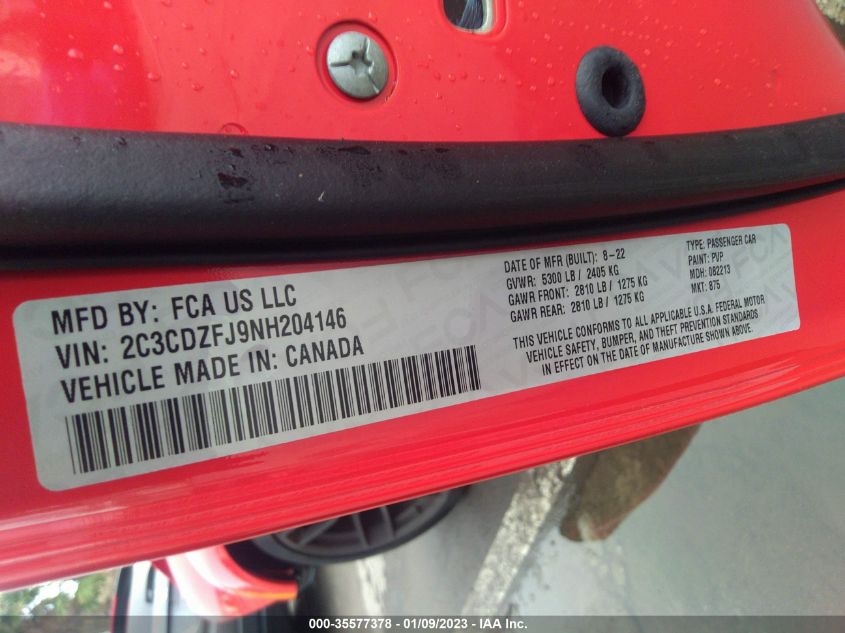 MFD BY: FCA US LLC
VIN: 2C3CDZFJ9NH204146
VEHICLE MADE IN: CANADA
DATE OF MFR (BUILT): 8-22
GVWR: 5300 LB / 2405 KG
GAWR FRONT: 2810 LB / 1275 KG
GAWR REAR: 2810 LB / 1275 KG
TYPE: PASSENGER CAR
PAINT: PVP
MDH: 082213
MKT: 875
THIS VEHICLE CONFORMS TO ALL APPLICABLE U.S.A. FEDERAL MOTOR
VEHICLE SAFETY, BUMPER, AND THEFT PREVENTION STANDARDS
IN EFFECT ON THE DATE OF MANUFACTURE SHOWN ABOVE.
000-35577378 - 01/09/2023 - IAA Inc.